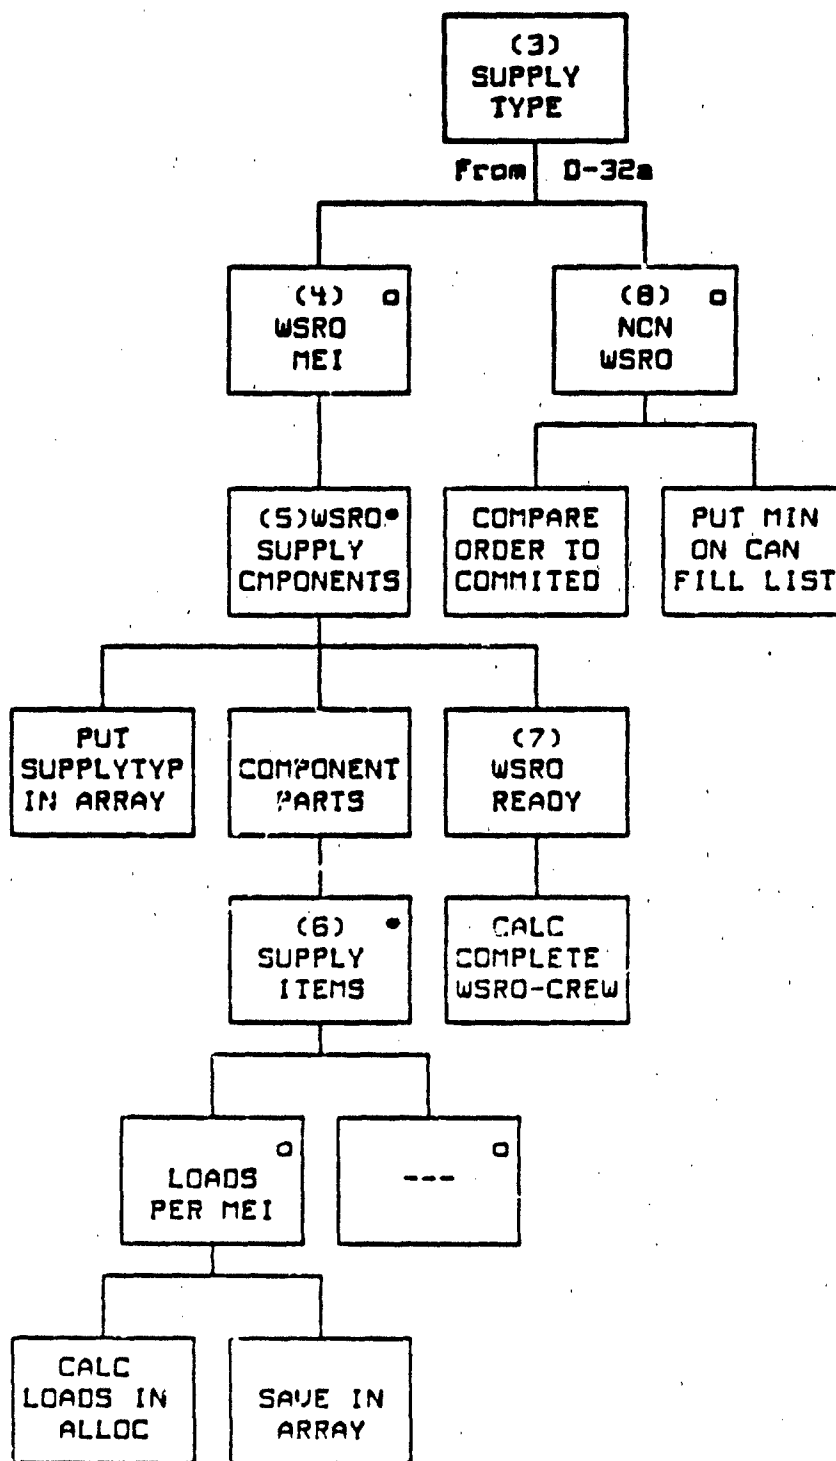 (3)
SUPPLY
TYPE
From D-32a
(4)
WSRO
MEI
(8)
NCN
WSRO
(5)WSRO
SUPPLY
CMPONENTS
COMPARE
ORDER TO
COMMITED
PUT MIN
ON CAN
FILL LIST
PUT
SUPPLYTYP
IN ARRAY
COMPONENT
PARTS
(7)
WSRO
READY
(6)
SUPPLY
ITEMS
CALC
COMPLETE
WSRO-CREW
LOADS
PER MEI
---
CALC
LOADS IN
ALLOC
SAVE IN
ARRAY